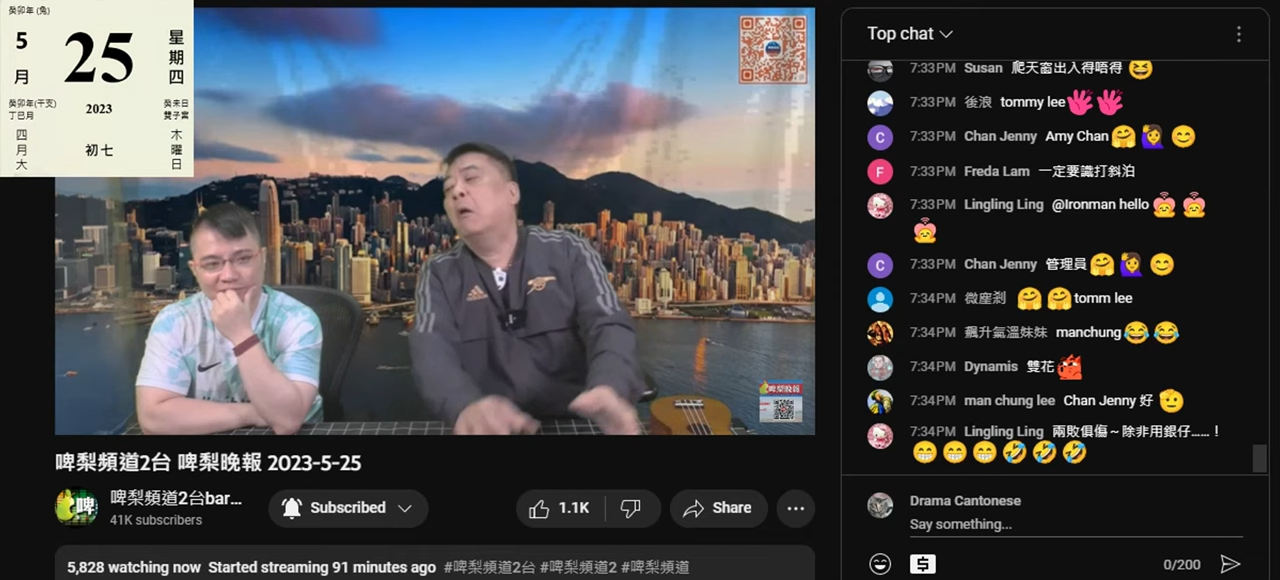 癸卯年 (兔)
5
月
25
星期四
癸卯年(干支)
丁巳月
2023
癸未日
雙子宮
四月大
初七
木曜日
啤梨晚報
啤梨頻道2台 啤梨晚報 2023-5-25
啤梨頻道2台bar...
41K subscribers
Subscribed
1.1K
Share
5,828 watching now Started streaming 91 minutes ago #啤梨頻道2台 #啤梨頻道2 #啤梨頻道
Top chat
7:33 PM Susan 爬天窗出入得唔得
7:33 PM 後浪 tommy lee
C 7:33 PM Chan Jenny Amy Chan
F 7:33 PM Freda Lam 一定要識打斜泊
7:33 PM Lingling Ling @Ironman hello
C 7:33 PM Chan Jenny 管理員
7:34 PM 微塵剎 tomm lee
7:34 PM 飆升氣溫妹妹 manchung
7:34 PM Dynamis 雙花
7:34 PM man chung lee Chan Jenny 好
7:34 PM Lingling Ling 兩敗俱傷～除非用銀仔……！
Drama Cantonese
Say something...
0/200